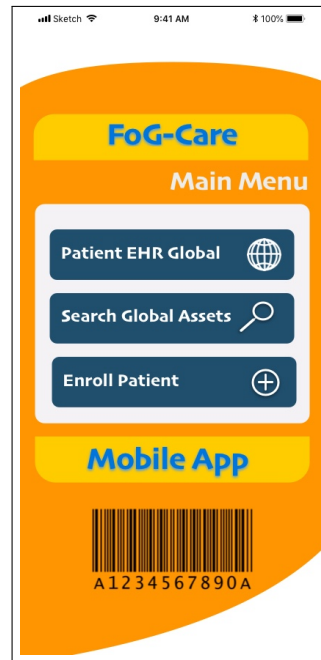 Sketch 9:41 AM 100%
FoG-Care
Main Menu
Patient EHR Global
Search Global Assets
Enroll Patient
Mobile App
A1234567890A